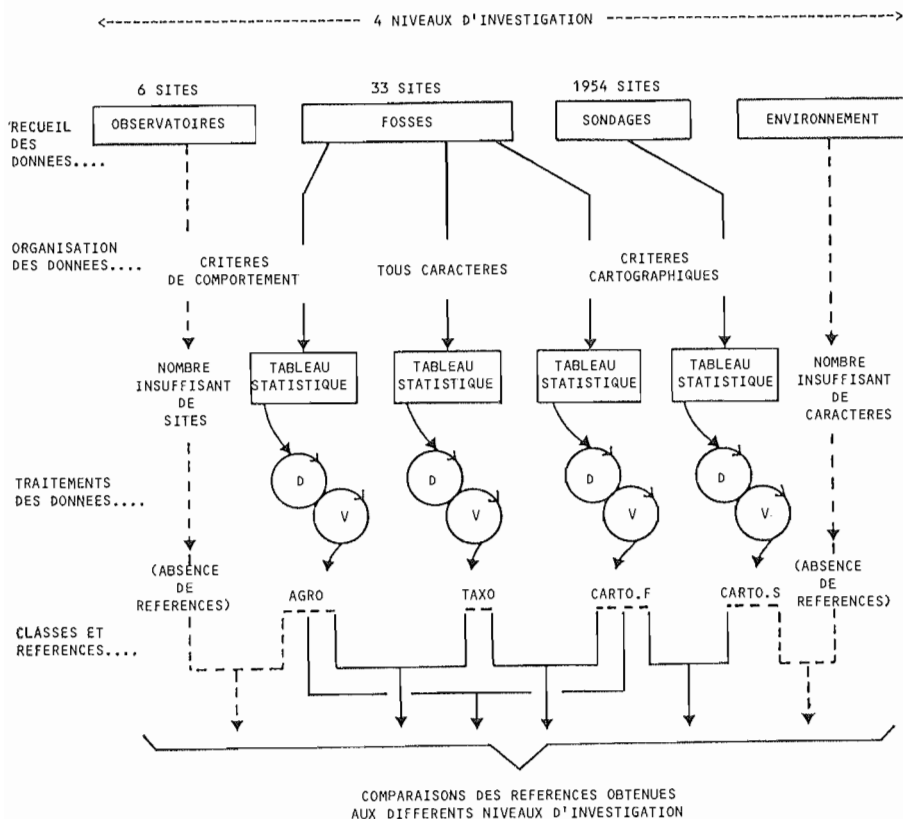 4 NIVEAUX D'INVESTIGATION
6 SITES
33 SITES
1954 SITES
OBSERVATOIRES
FOSSES
SONDAGES
ENVIRONNEMENT
RECUEIL
DES
DONNEES....
ORGANISATION
DES DONNEES....
CRITERES
DE COMPORTEMENT
TOUS CARACTERES
CRITERES
CARTOGRAPHIQUES
NOMBRE
INSUFFISANT
DE
SITES
TABLEAU
STATISTIQUE
TABLEAU
STATISTIQUE
TABLEAU
STATISTIQUE
TABLEAU
STATISTIQUE
NOMBRE
INSUFFISANT
DE
CARACTERES
TRAITEMENTS
DES DONNEES....
D
V
D
V
D
V
D
V
(ABSENCE
DE
REFERENCES)
AGRO
TAXO
CARTO.F
CARTO.S
(ABSENCE
DE
REFERENCES)
CLASSES ET
REFERENCES....
COMPARAISONS DES REFERENCES OBTENUES
AUX DIFFERENTS NIVEAUX D'INVESTIGATION